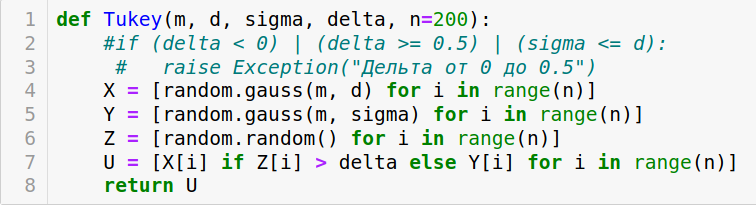 1 def Tukey(m, d, sigma, delta, n=200):
2     #if (delta < 0) | (delta >= 0.5) | (sigma <= d):
3      #   raise Exception("Дельта от 0 до 0.5")
4     X = [random.gauss(m, d) for i in range(n)]
5     Y = [random.gauss(m, sigma) for i in range(n)]
6     Z = [random.random() for i in range(n)]
7     U = [X[i] if Z[i] > delta else Y[i] for i in range(n)]
8     return U